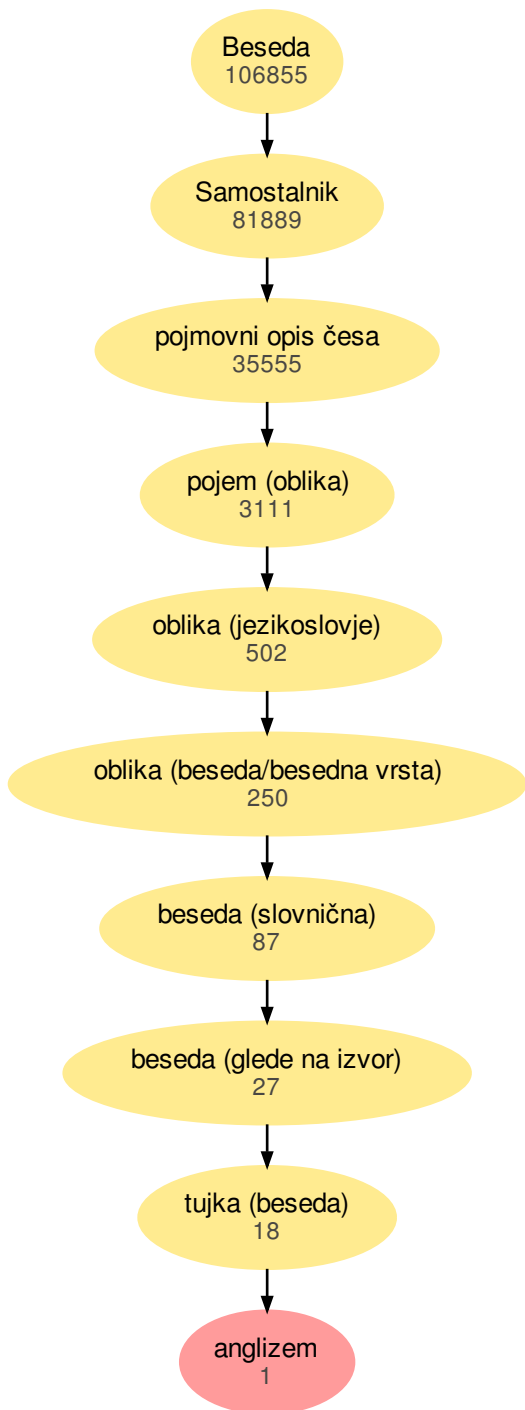 Beseda
106855
Samostalnik
81889
pojmovni opis česa
35555
pojem (oblika)
3111
oblika (jezikoslovje)
502
oblika (beseda/besedna vrsta)
250
beseda (slovnična)
87
beseda (glede na izvor)
27
tujka (beseda)
18
anglizem
1